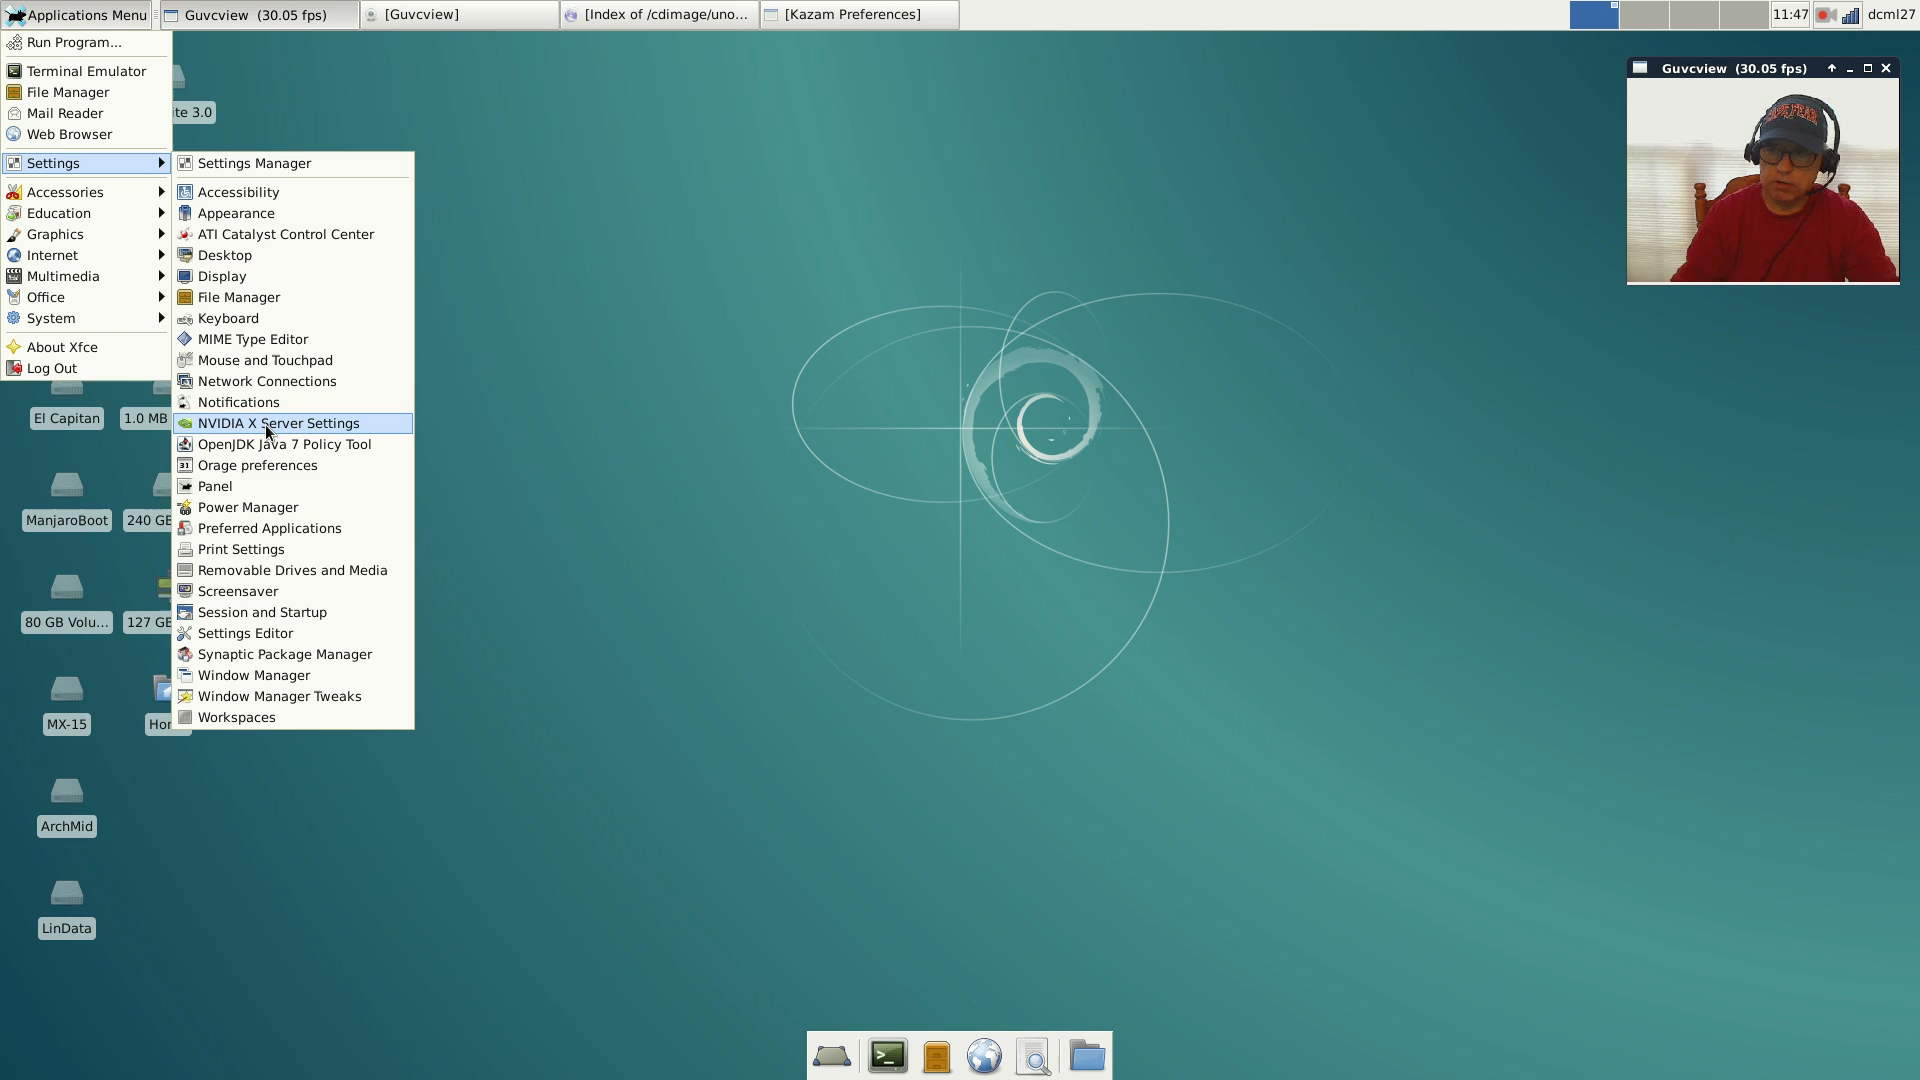 Applications Menu
Guvcview (30.05 fps)
[Guvcview]
[Index of /cdimage/uno...
[Kazam Preferences]
11:47
dcml27
Run Program...
Terminal Emulator
File Manager
Mail Reader
Web Browser
Settings
Accessories
Education
Graphics
Internet
Multimedia
Office
System
About Xfce
Log Out
Settings Manager
Accessibility
Appearance
ATI Catalyst Control Center
Desktop
Display
File Manager
Keyboard
MIME Type Editor
Mouse and Touchpad
Network Connections
Notifications
NVIDIA X Server Settings
OpenJDK Java 7 Policy Tool
31
Orage preferences
Panel
Power Manager
Preferred Applications
Print Settings
Removable Drives and Media
Screensaver
Session and Startup
Settings Editor
Synaptic Package Manager
Window Manager
Window Manager Tweaks
Workspaces
ite 3.0
El Capitan
1.0 MB
ManjaroBoot
240 GB
80 GB Volu...
127 GB
MX-15
Hom
ArchMid
LinData
Guvcview (30.05 fps)